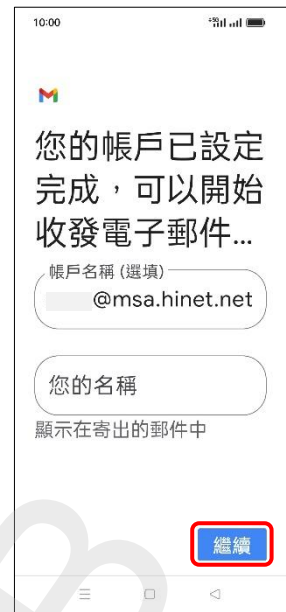 10:00
您的帳戶已設定
完成，可以開始
收發電子郵件...
帳戶名稱 (選填)
@msa.hinet.net
您的名稱
顯示在寄出的郵件中
繼續